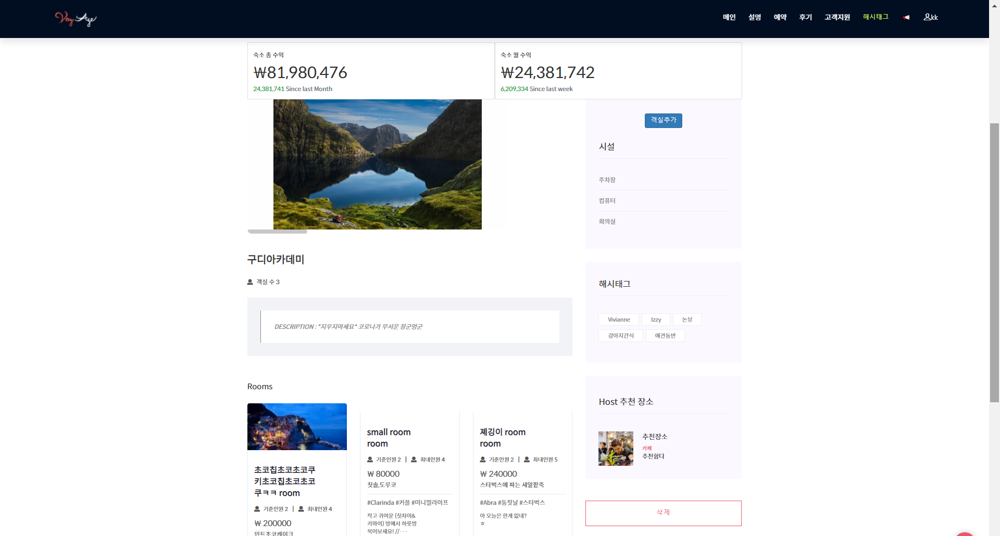 Voy Age
메인 설명 예약 후기 고객지원 해시태그 kk
숙소 총 수익
₩81,980,476
24,381,741 Since last Month
숙소 월 수익
₩24,381,742
6,209,334 Since last week
객실추가
시설
주차장
컴퓨터
회의실
구디아카데미
객실 수 3
DESCRIPTION : *지우지마세요* 코로나가 무서운 장군멍군
해시태그
Vivianne Izzy 논뷰
강아지간식 애견동반
Rooms
초코칩초코초코쿠
키초코칩초코초코
쿠ㅋㅋ room
기준인원 2 | 최대인원 4
₩ 200000
민트초코케이크
small room
room
기준인원 2 | 최대인원 4
₩ 80000
칫솔,도루코
#Clarinda #커플 #미니멀라이프
작고 귀여운 (칫챠이&
카와이) 방에서 하룻밤
묵어보세요! //···
졔깅이 room
room
기준인원 2 | 최대인원 5
₩ 240000
스타벅스에 파는 새알팥죽
#Abra #동짓날 #스타벅스
아 오늘은 한게 없네?
ㅎ
Host 추천 장소
추천장소
카페
추천함다
삭 제